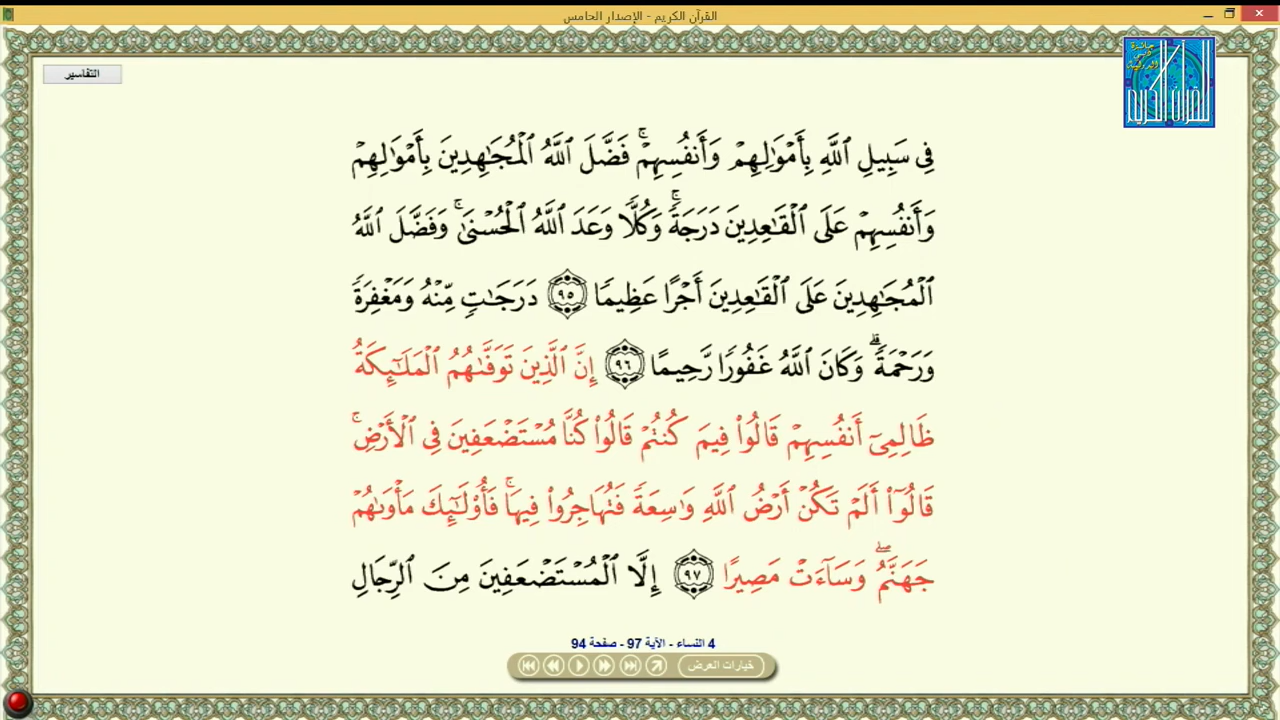 القرآن الكريم - الإصدار الخامس
التفاسير
فِي سَبِيلِ ٱللَّهِ بِأَمۡوَٰلِهِمۡ وَأَنفُسِهِمۡۚ فَضَّلَ ٱللَّهُ ٱلۡمُجَٰهِدِينَ بِأَمۡوَٰلِهِمۡ
وَأَنفُسِهِمۡ عَلَى ٱلۡقَٰعِدِينَ دَرَجَةٗۚ وَكُلّٗا وَعَدَ ٱللَّهُ ٱلۡحُسۡنَىٰۚ وَفَضَّلَ ٱللَّهُ
ٱلۡمُجَٰهِدِينَ عَلَى ٱلۡقَٰعِدِينَ أَجۡرًا عَظِيمٗا ٩٥ دَرَجَٰتٖ مِّنۡهُ وَمَغۡفِرَةٗ
وَرَحۡمَةٗۚ وَكَانَ ٱللَّهُ غَفُورٗا رَّحِيمًا ٩٦ إِنَّ ٱلَّذِينَ تَوَفَّىٰهُمُ ٱلۡمَلَٰٓئِكَةُ
ظَالِمِيٓ أَنفُسِهِمۡ قَالُواْ فِيمَ كُنتُمۡۖ قَالُواْ كُنَّا مُسۡتَضۡعَفِينَ فِي ٱلۡأَرۡضِۚ
قَالُوٓاْ أَلَمۡ تَكُنۡ أَرۡضُ ٱللَّهِ وَٰسِعَةٗ فَتُهَاجِرُواْ فِيهَاۚ فَأُوْلَٰٓئِكَ مَأۡوَىٰهُمۡ
جَهَنَّمُۖ وَسَآءَتۡ مَصِيرًا ٩٧ إِلَّا ٱلۡمُسۡتَضۡعَفِينَ مِنَ ٱلرِّجَالِ
4 النساء - الآية 97 - صفحة 94
خيارات العرض